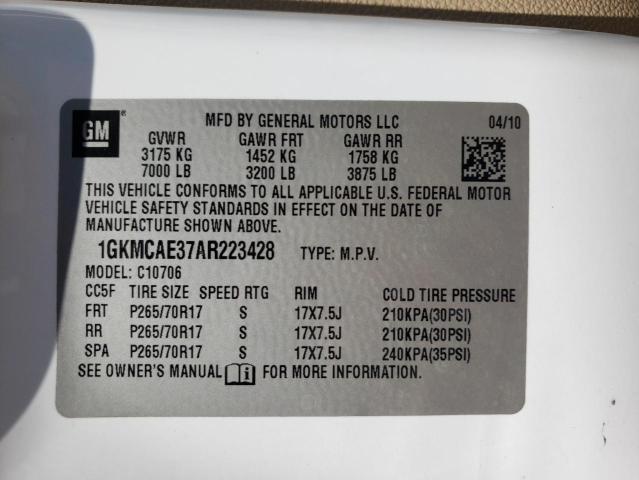 GM
MFD BY GENERAL MOTORS LLC 04/10
GVWR GAWR FRT GAWR RR
3175 KG 1452 KG 1758 KG
7000 LB 3200 LB 3875 LB
THIS VEHICLE CONFORMS TO ALL APPLICABLE U.S. FEDERAL MOTOR
VEHICLE SAFETY STANDARDS IN EFFECT ON THE DATE OF
MANUFACTURE SHOWN ABOVE.
1GKMCAE37AR223428 TYPE: M.P.V.
MODEL: C10706
CC5F TIRE SIZE SPEED RTG RIM COLD TIRE PRESSURE
FRT P265/70R17 S 17X7.5J 210KPA(30PSI)
RR P265/70R17 S 17X7.5J 210KPA(30PSI)
SPA P265/70R17 S 17X7.5J 240KPA(35PSI)
SEE OWNER'S MANUAL i FOR MORE INFORMATION.